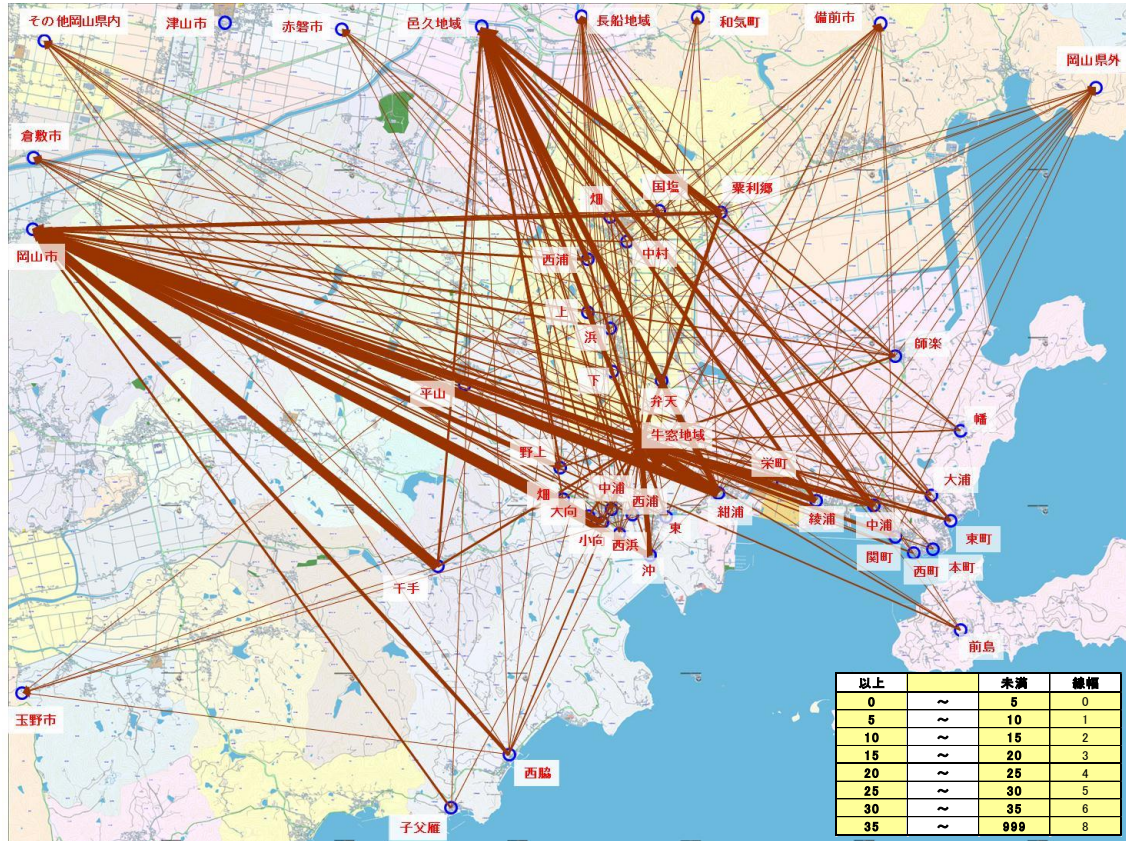 その他岡山県内
津山市
赤磐市
邑久地域
長船地域
和気町
備前市
岡山県外
倉敷市
岡山市
畑
国塩
粟利郷
中村
西浦
上
浜
下
師楽
平山
弁天
牛窓地域
幡
野上
栄町
大浦
畑
中浦
西浦
大向
紺浦
綾浦
中浦
東町
小向
西浜
東
関町
西町
本町
沖
千手
前島
玉野市
西脇
子父雁
以上 未満 線幅
0 ~ 5 0
5 ~ 10 1
10 ~ 15 2
15 ~ 20 3
20 ~ 25 4
25 ~ 30 5
30 ~ 35 6
35 ~ 999 8